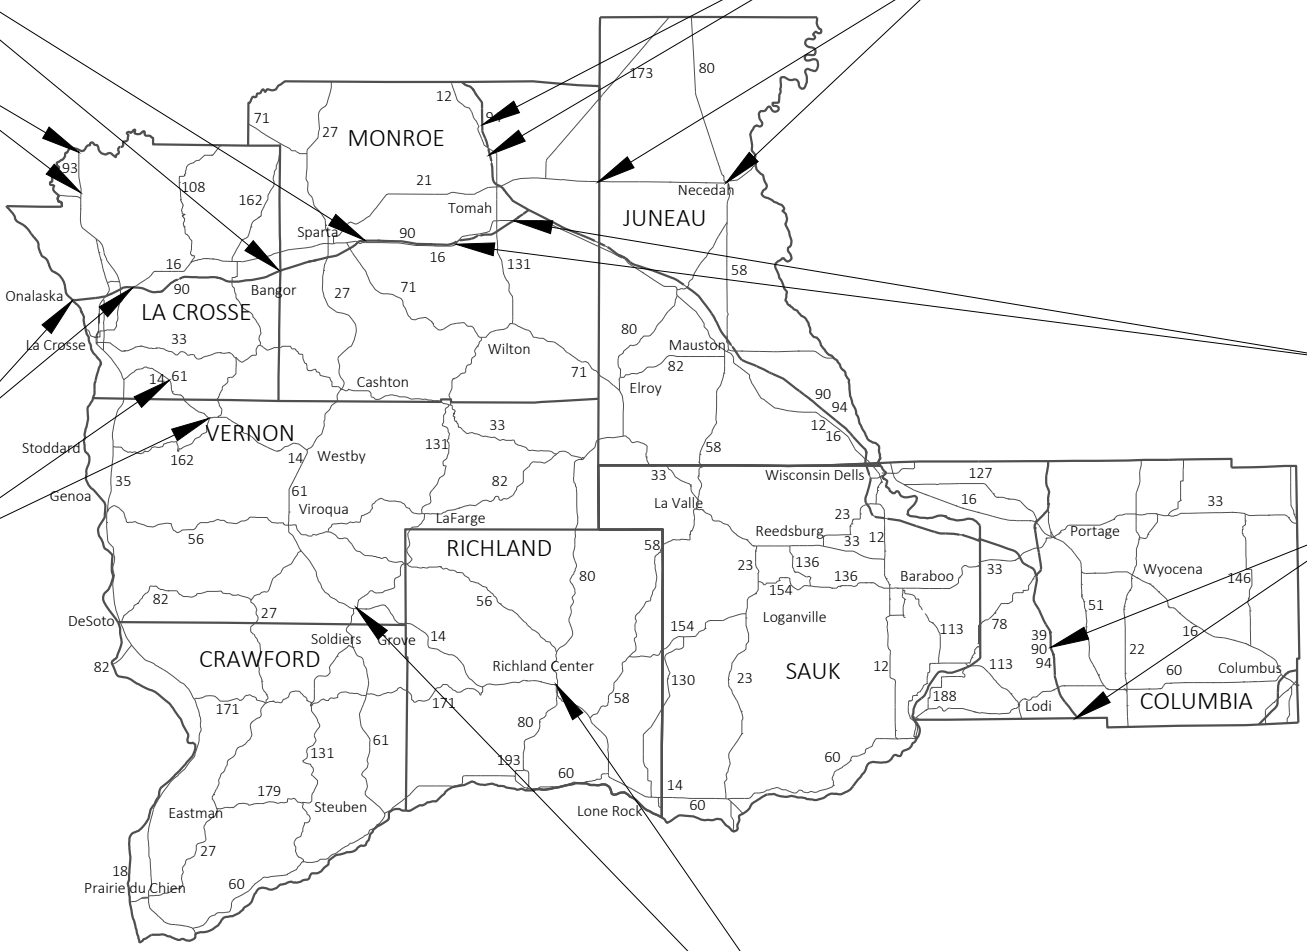 173
80
12
94
71
27
MONROE
93
108
162
21
Necedah
Tomah
JUNEAU
Sparta
90
16
16
131
58
90
Bangor
Onalaska
27
71
LA CROSSE
80
33
La Crosse
Mauston
Wilton
82
14
61
Cashton
71
Elroy
90
94
12
16
33
VERNON
131
58
Stoddard
162
14
Westby
35
61
82
33
La Valle
Wisconsin Dells
127
16
33
Genoa
Viroqua
LaFarge
23
Reedsburg
33
12
Portage
56
RICHLAND
58
23
136
136
154
Baraboo
33
Wyocena
146
80
82
27
56
51
DeSoto
Loganville
154
113
78
16
Soldiers Grove
14
39
90
94
22
82
CRAWFORD
Richland Center
SAUK
12
113
60
Columbus
130
23
58
188
Lodi
COLUMBIA
171
171
80
61
131
193
60
60
179
14
60
Eastman
Steuben
Lone Rock
27
18
60
Prairie du Chien